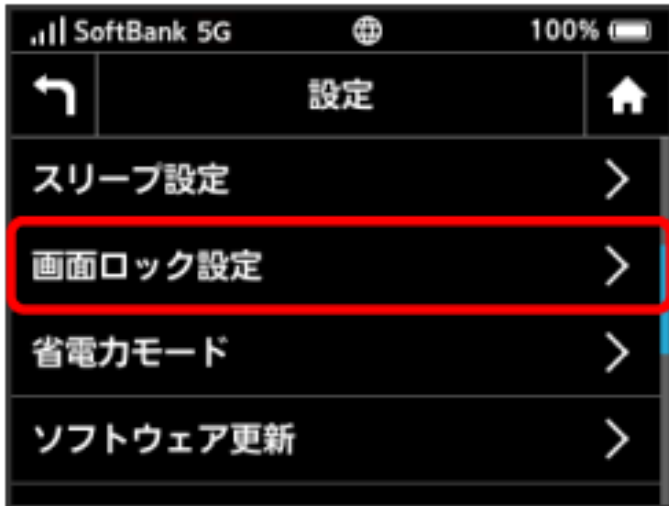 SoftBank 5G 100%
設定
スリープ設定
画面ロック設定
省電力モード
ソフトウェア更新